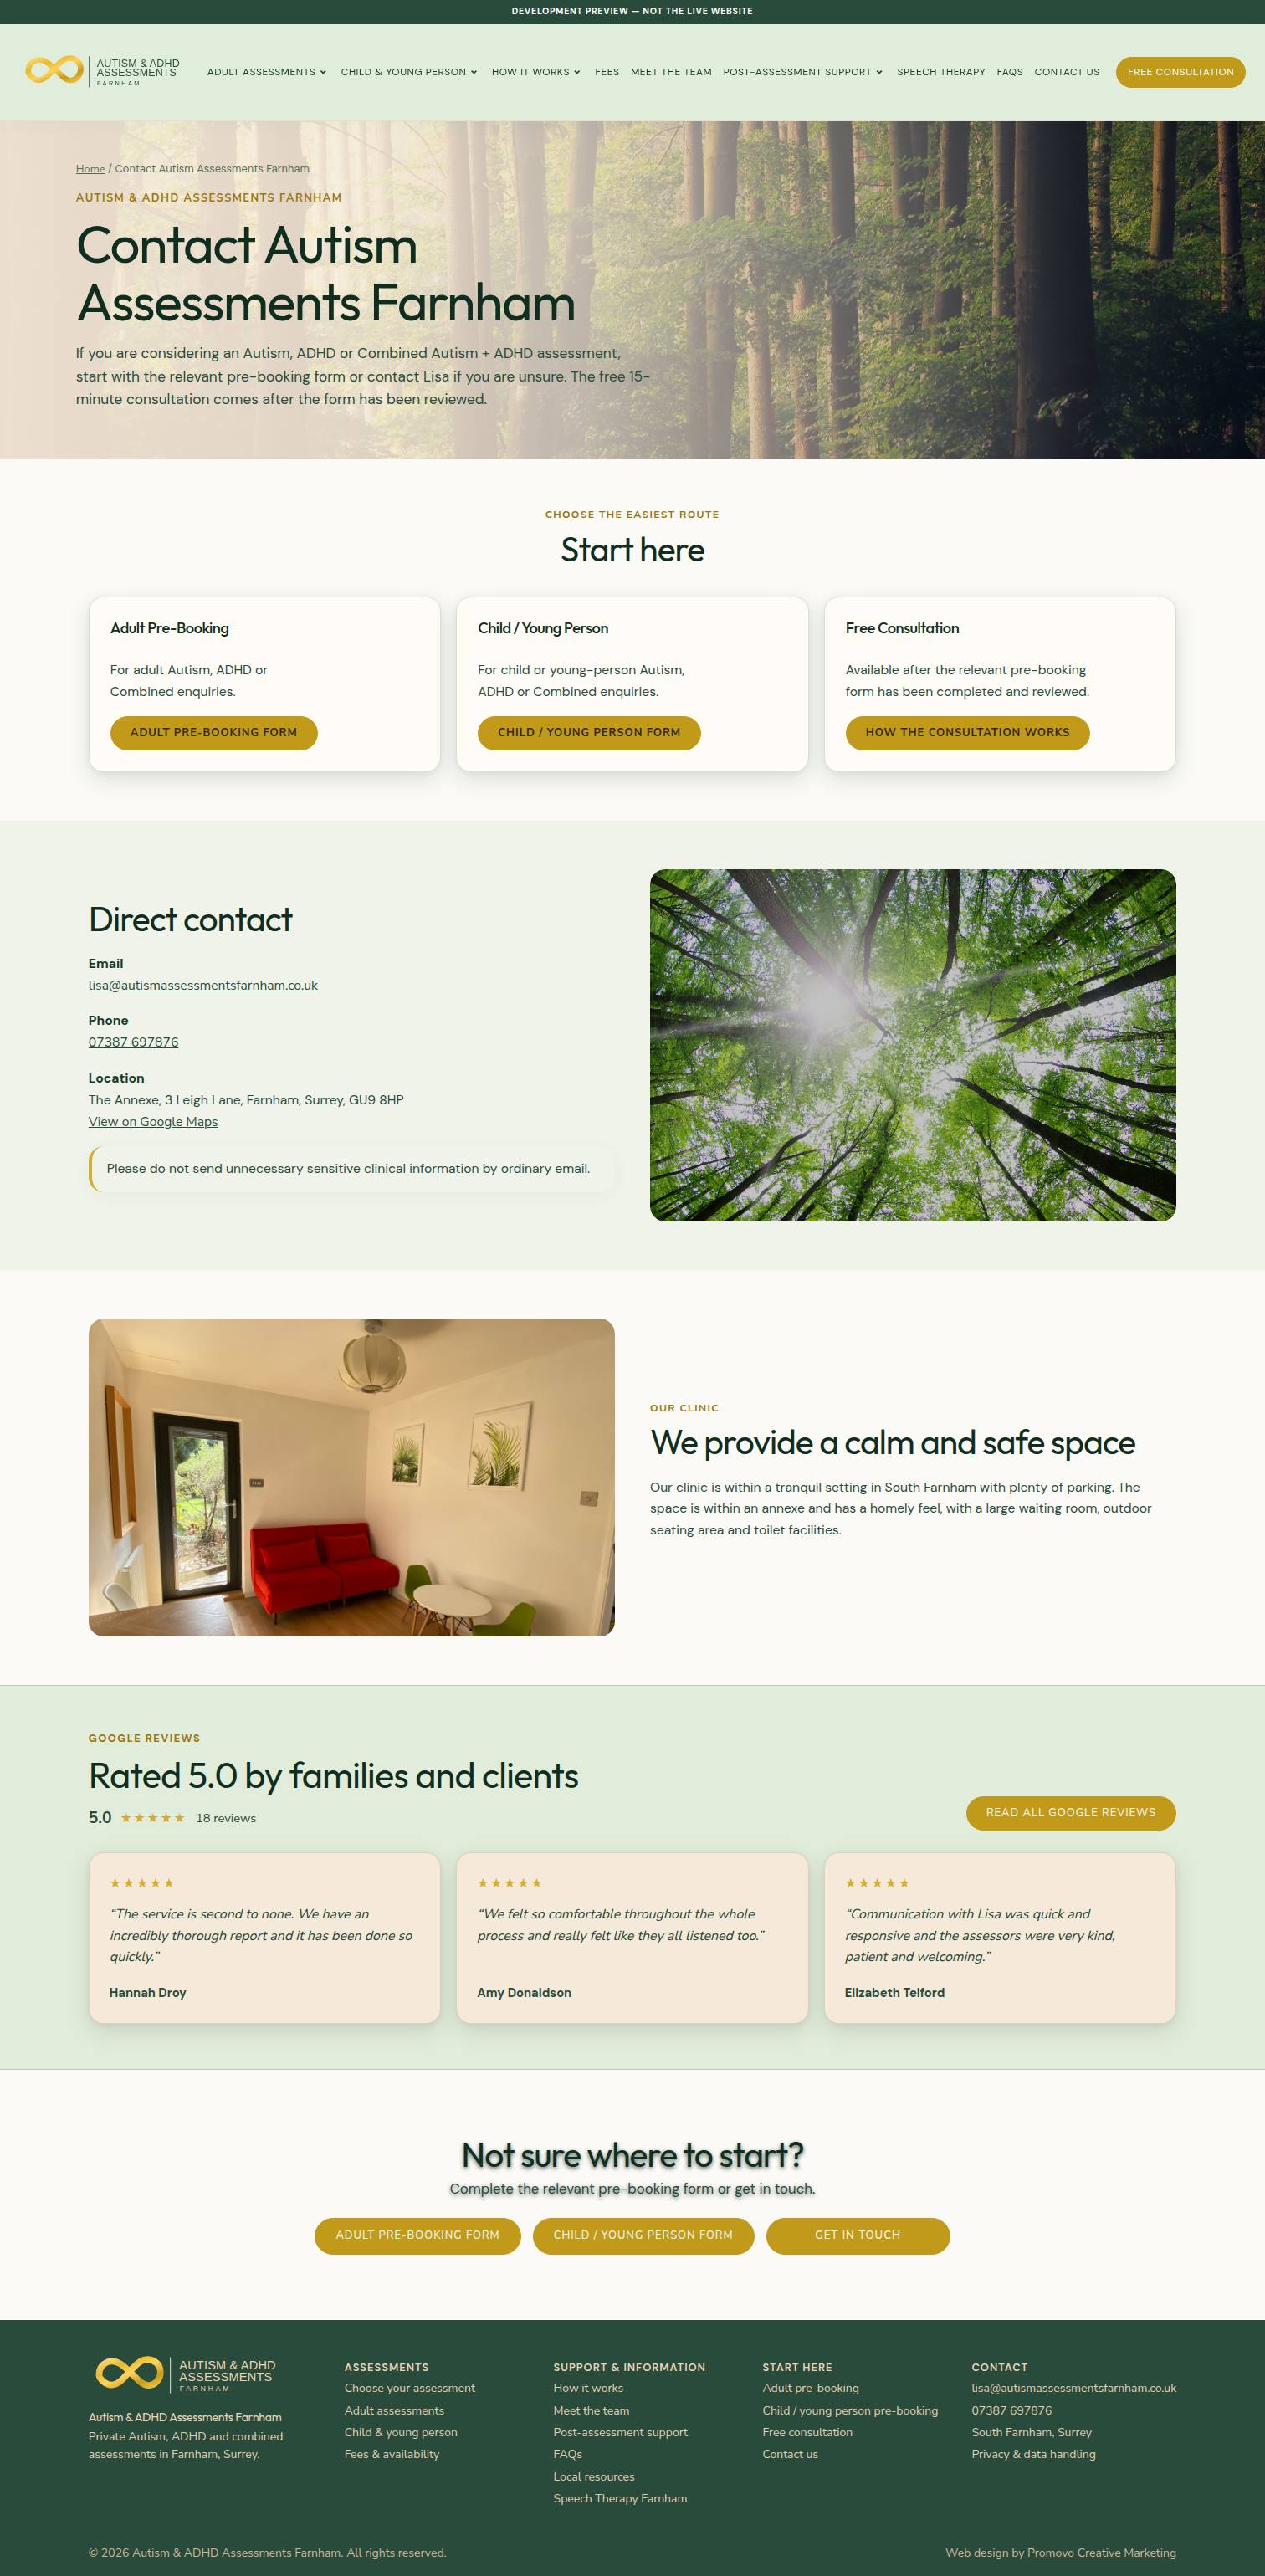 DEVELOPMENT PREVIEW — NOT THE LIVE WEBSITE
AUTISM & ADHD
ASSESSMENTS
FARNHAM
ADULT ASSESSMENTS
CHILD & YOUNG PERSON
HOW IT WORKS
FEES
MEET THE TEAM
POST-ASSESSMENT SUPPORT
SPEECH THERAPY
FAQS
CONTACT US
FREE CONSULTATION
Home / Contact Autism Assessments Farnham
AUTISM & ADHD ASSESSMENTS FARNHAM
Contact Autism
Assessments Farnham
If you are considering an Autism, ADHD or Combined Autism + ADHD assessment,
start with the relevant pre-booking form or contact Lisa if you are unsure. The free 15-
minute consultation comes after the form has been reviewed.
CHOOSE THE EASIEST ROUTE
Start here
Adult Pre-Booking
For adult Autism, ADHD or
Combined enquiries.
ADULT PRE-BOOKING FORM
Child / Young Person
For child or young-person Autism,
ADHD or Combined enquiries.
CHILD / YOUNG PERSON FORM
Free Consultation
Available after the relevant pre-booking
form has been completed and reviewed.
HOW THE CONSULTATION WORKS
Direct contact
Email
lisa@autismassessmentsfarnham.co.uk
Phone
07387 697876
Location
The Annexe, 3 Leigh Lane, Farnham, Surrey, GU9 8HP
View on Google Maps
Please do not send unnecessary sensitive clinical information by ordinary email.
OUR CLINIC
We provide a calm and safe space
Our clinic is within a tranquil setting in South Farnham with plenty of parking. The
space is within an annexe and has a homely feel, with a large waiting room, outdoor
seating area and toilet facilities.
GOOGLE REVIEWS
Rated 5.0 by families and clients
5.0 ★★★★★ 18 reviews
READ ALL GOOGLE REVIEWS
★★★★★
“The service is second to none. We have an
incredibly thorough report and it has been done so
quickly.”
Hannah Droy
★★★★★
“We felt so comfortable throughout the whole
process and really felt like they all listened too.”
Amy Donaldson
★★★★★
“Communication with Lisa was quick and
responsive and the assessors were very kind,
patient and welcoming.”
Elizabeth Telford
Not sure where to start?
Complete the relevant pre-booking form or get in touch.
ADULT PRE-BOOKING FORM
CHILD / YOUNG PERSON FORM
GET IN TOUCH
AUTISM & ADHD
ASSESSMENTS
FARNHAM
Autism & ADHD Assessments Farnham
Private Autism, ADHD and combined
assessments in Farnham, Surrey.
ASSESSMENTS
Choose your assessment
Adult assessments
Child & young person
Fees & availability
SUPPORT & INFORMATION
How it works
Meet the team
Post-assessment support
FAQs
Local resources
Speech Therapy Farnham
START HERE
Adult pre-booking
Child / young person pre-booking
Free consultation
Contact us
CONTACT
lisa@autismassessmentsfarnham.co.uk
07387 697876
South Farnham, Surrey
Privacy & data handling
© 2026 Autism & ADHD Assessments Farnham. All rights reserved.
Web design by Promovo Creative Marketing